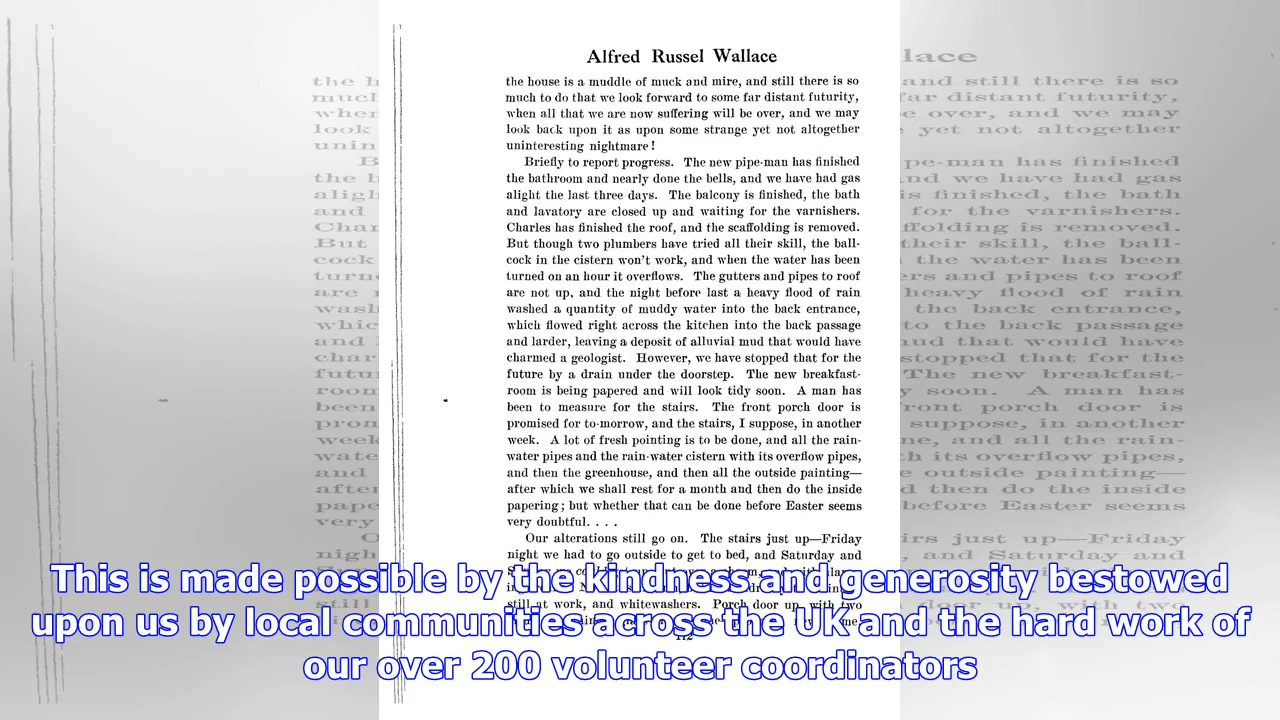 Alfred Russel Wallace
the house is a muddle of muck and mire, and still there is so
much to do that we look forward to some far distant futurity,
when all that we are now suffering will be over, and we may
look back upon it as upon some strange yet not altogether
uninteresting nightmare!
Briefly to report progress. The new pipe-man has finished
the bathroom and nearly done the bells, and we have had gas
alight the last three days. The balcony is finished, the bath
and lavatory are closed up and waiting for the varnishers.
Charles has finished the roof, and the scaffolding is removed.
But though two plumbers have tried all their skill, the ball-
cock in the cistern won't work, and when the water has been
turned on an hour it overflows. The gutters and pipes to roof
are not up, and the night before last a heavy flood of rain
washed a quantity of muddy water into the back entrance,
which flowed right across the kitchen into the back passage
and larder, leaving a deposit of alluvial mud that would have
charmed a geologist. However, we have stopped that for the
future by a drain under the doorstep. The new breakfast-
room is being papered and will look tidy soon. A man has
been to measure for the stairs. The front porch door is
promised for to-morrow, and the stairs, I suppose, in another
week. A lot of fresh pointing is to be done, and all the rain-
water pipes and the rain-water cistern with its overflow pipes,
and then the greenhouse, and then all the outside painting—
after which we shall rest for a month and then do the inside
papering; but whether that can be done before Easter seems
very doubtful. . . .
Our alterations still go on. The stairs just up—Friday
night we had to go outside to get to bed, and Saturday and
still at work, and whitewashers. Porch door up, with two
112
This is made possible by the kindness and generosity bestowed
upon us by local communities across the UK and the hard work of
our over 200 volunteer coordinators